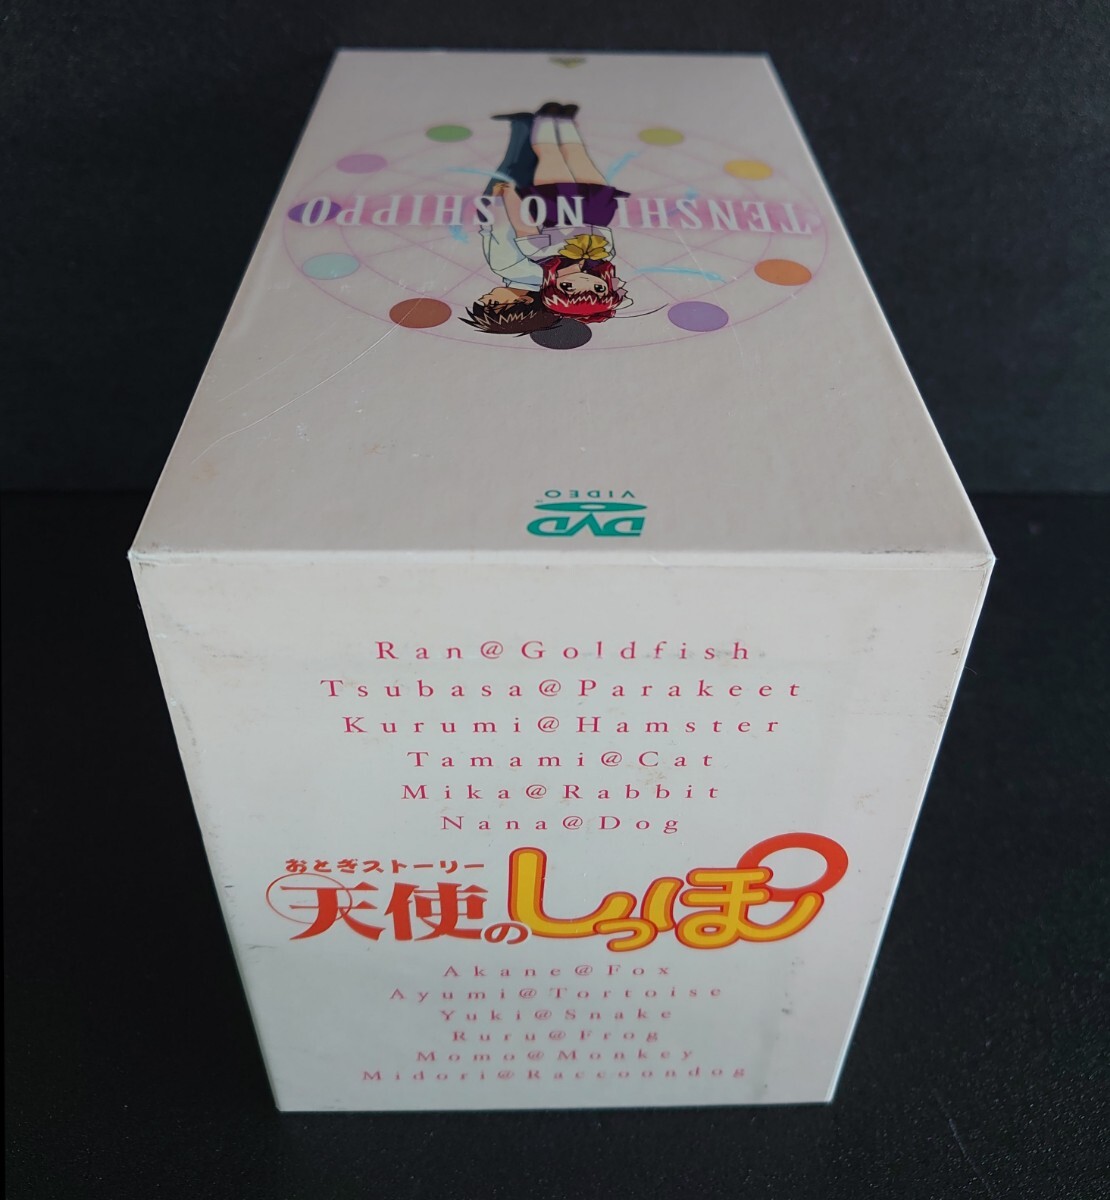 TENSHI NO SHIPPO
DVD
VIDEO
Ran@Goldfish
Tsubasa@Parakeet
Kurumi@Hamster
Tamami@Cat
Mika@Rabbit
Nana@Dog
おとぎストーリー
天使のしっぽ
Akane@Fox
Ayumi@Tortoise
Yuki@Snake
Ruru@Frog
Momo@Monkey
Midori@Raccoondog